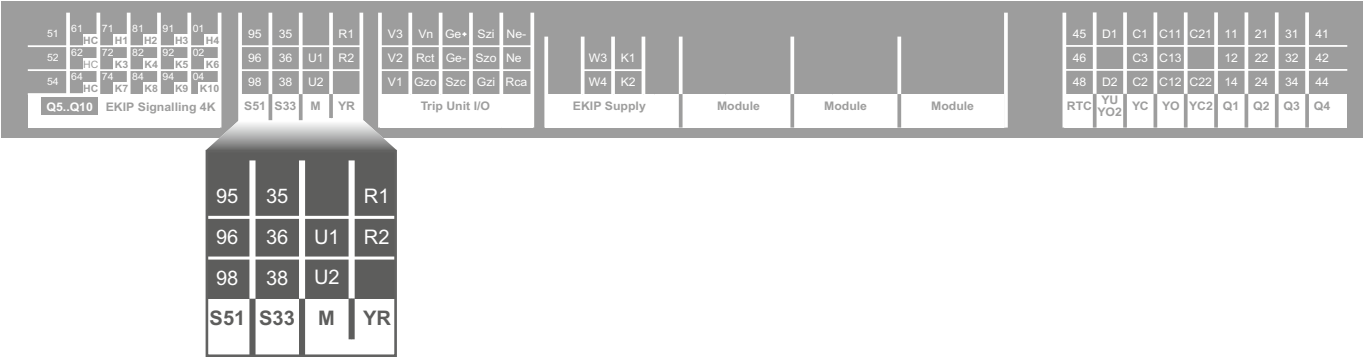 51 61 HC 71 H1 81 H2 91 H3 01 H4 95 35 R1 V3 Vn Ge+ Szi Ne- 45 D1 C1 C11 C21 11 21 31 41
52 62 HC 72 K3 82 K4 92 K5 02 K6 96 36 U1 R2 V2 Rct Ge- Szo Ne W3 K1 46 C3 C13 12 22 32 42
54 64 HC 74 K7 84 K8 94 K9 04 K10 98 38 U2 V1 Gzo Szc Gzi Rca W4 K2 48 D2 C2 C12 C22 14 24 34 44
Q5..Q10 EKIP Signalling 4K S51 S33 M YR Trip Unit I/O EKIP Supply Module Module Module RTC YU YO2 YC YO YC2 Q1 Q2 Q3 Q4
95 35 R1
96 36 U1 R2
98 38 U2
S51 S33 M YR